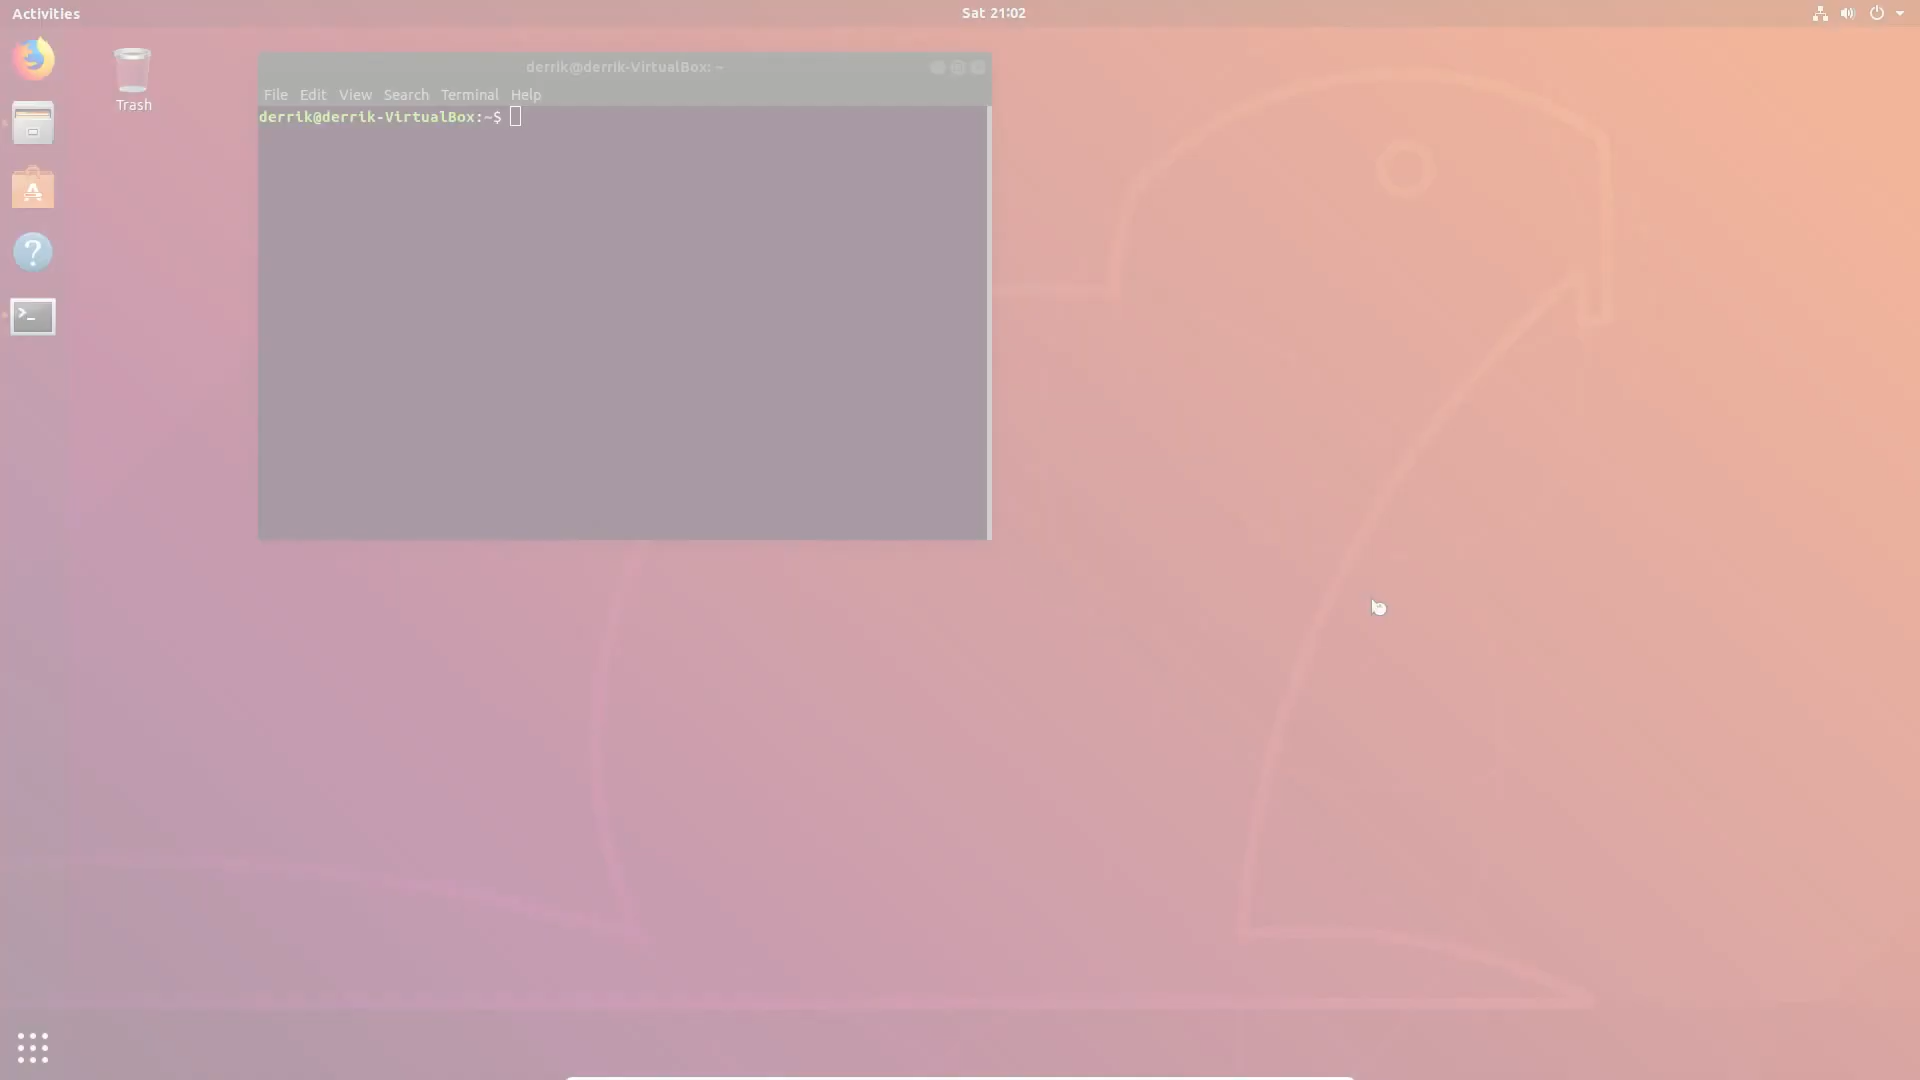 Activities
Sat 21:02
Trash
derrik@derrik-VirtualBox: ~
File Edit View Search Terminal Help
derrik@derrik-VirtualBox:~$